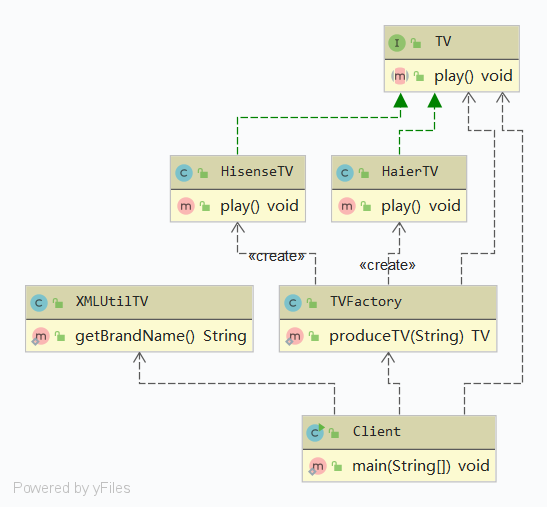 I TV
m play() void
C HisenseTV
m play() void
C HaierTV
m play() void
«create»
«create»
C XMLUtilTV
m getBrandName() String
C TVFactory
m produceTV(String) TV
C Client
m main(String[]) void
Powered by yFiles